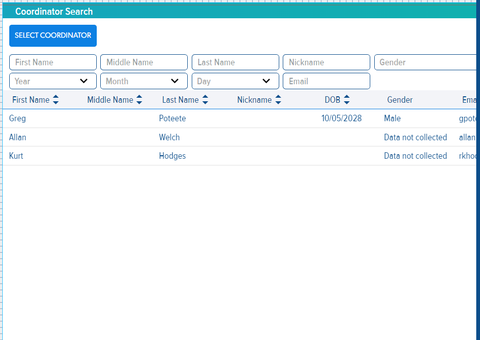 Coordinator Search
SELECT COORDINATOR
First Name Middle Name Last Name Nickname Gender
Year Month Day Email
First Name Middle Name Last Name Nickname DOB Gender Ema
Greg Poteete 10/05/2028 Male gpote
Allan Welch Data not collected allan
Kurt Hodges Data not collected rkhod